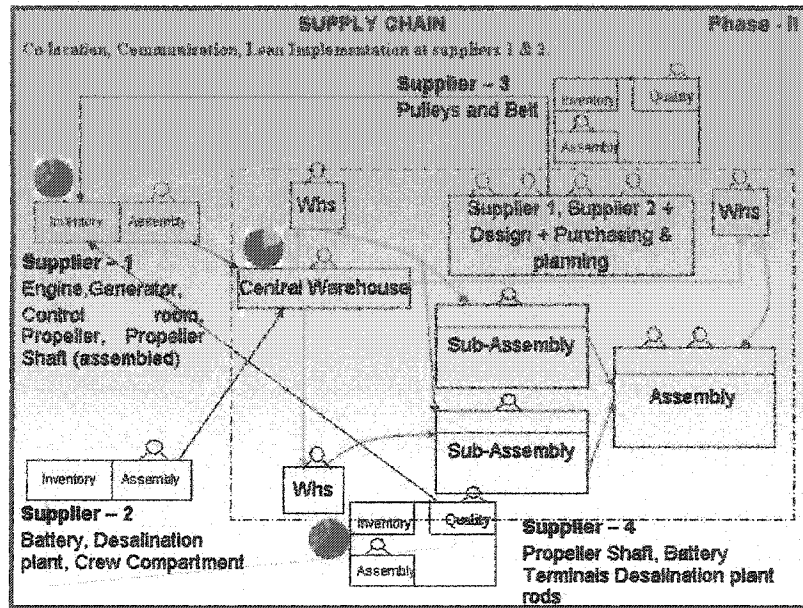 SUPPLY CHAIN
Phase - II
Co-location, Communication, Lean Implementation at suppliers 1 & 2.
Supplier – 3
Pulleys and Belt
Inventory
Quality
Assembly
Whs
Supplier 1, Supplier 2 +
Design + Purchasing &
planning
Whs
Inventory
Assembly
Supplier – 1
Engine,Generator,
Control room,
Propeller, Propeller
Shaft (assembled)
Central Warehouse
Sub-Assembly
Assembly
Sub-Assembly
Inventory
Assembly
Supplier – 2
Battery, Desalination
plant, Crew Compartment
Whs
Inventory
Quality
Assembly
Supplier – 4
Propeller Shaft, Battery
Terminals Desalination plant
rods